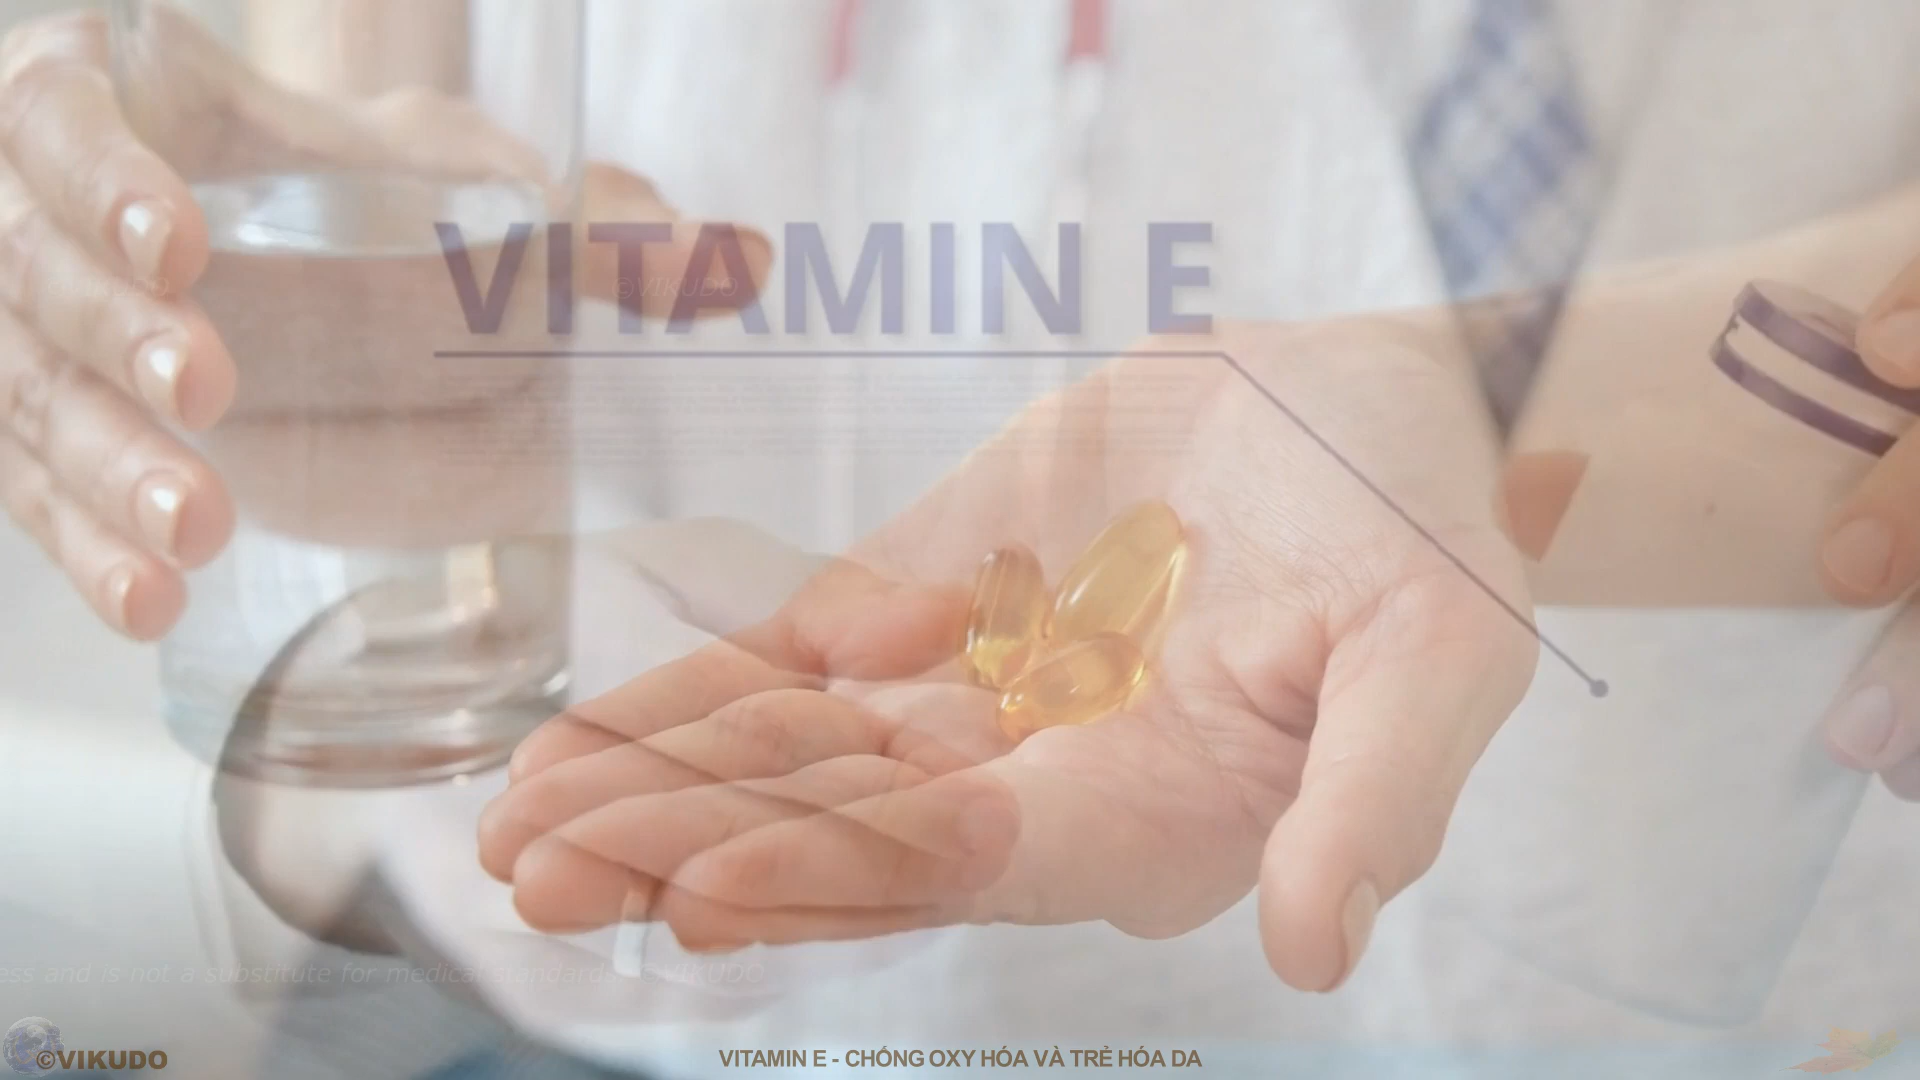 VITAMIN E
©VIKUDO
©VIKUDO
ess and is not a substitute for medical standards. ©VIKUDO
©VIKUDO
VITAMIN E - CHỐNG OXY HÓA VÀ TRẺ HÓA DA